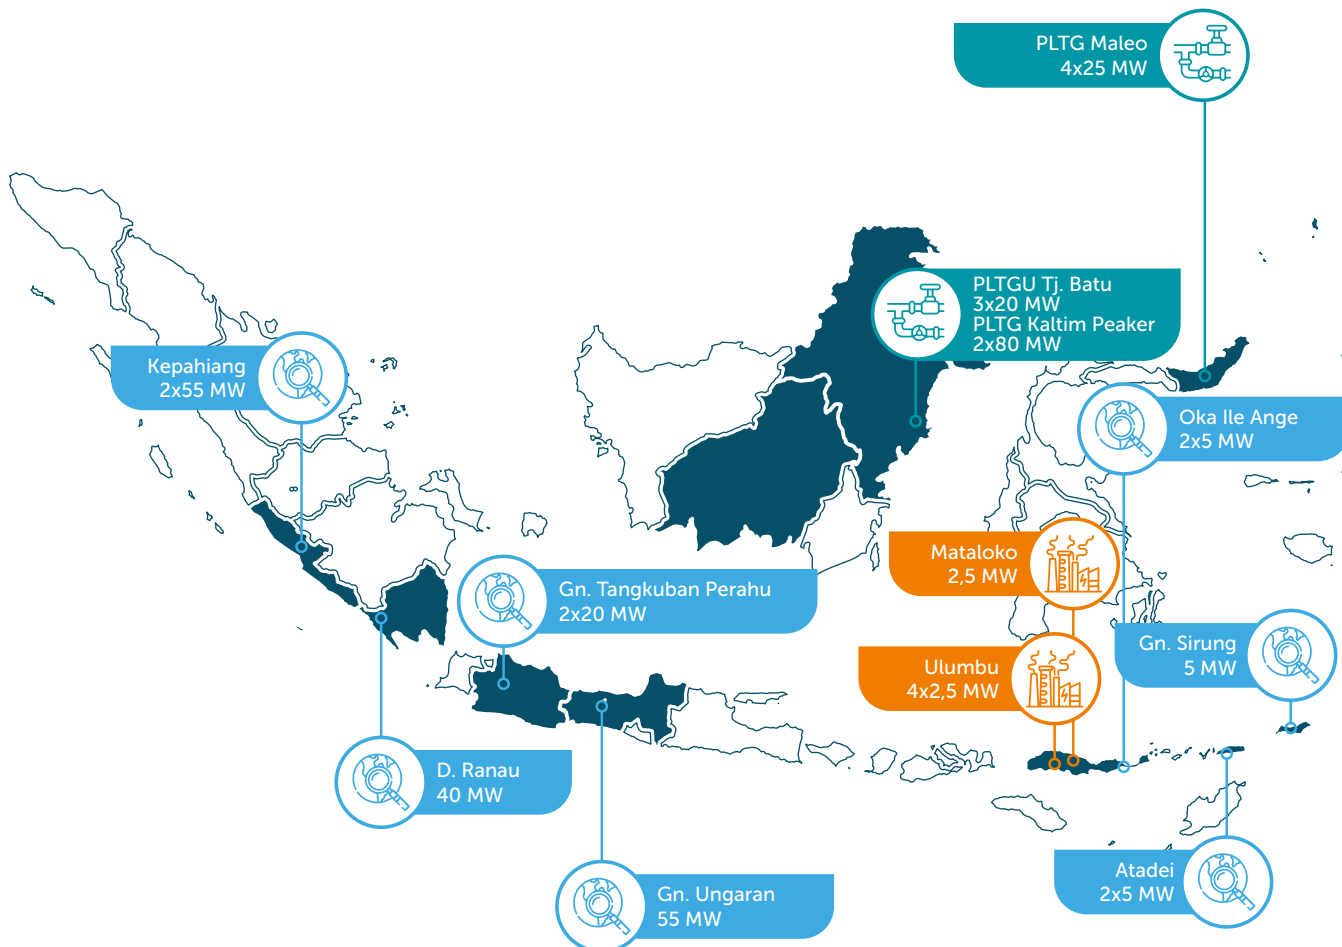 PLTG Maleo
4x25 MW
PLTGU Tj. Batu
3x20 MW
PLTG Kaltim Peaker
2x80 MW
Kepahiang
2x55 MW
Oka Ile Ange
2x5 MW
Mataloko
2,5 MW
Gn. Tangkuban Perahu
2x20 MW
Gn. Sirung
5 MW
Ulumbu
4x2,5 MW
D. Ranau
40 MW
Atadei
2x5 MW
Gn. Ungaran
55 MW